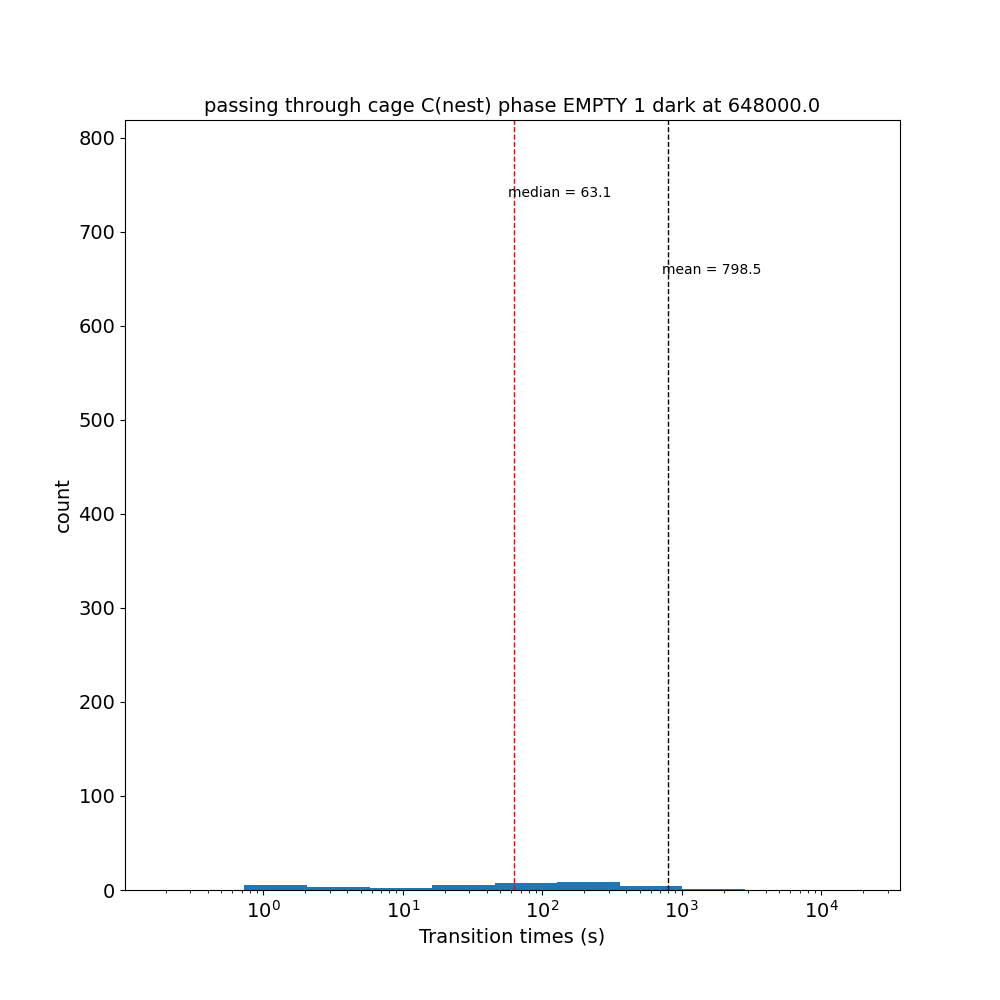 passing through cage C(nest) phase EMPTY 1 dark at 648000.0
800
median = 63.1
700
mean = 798.5
600
500
count
400
300
200
100
0
10^0 10^1 10^2 10^3 10^4
Transition times (s)